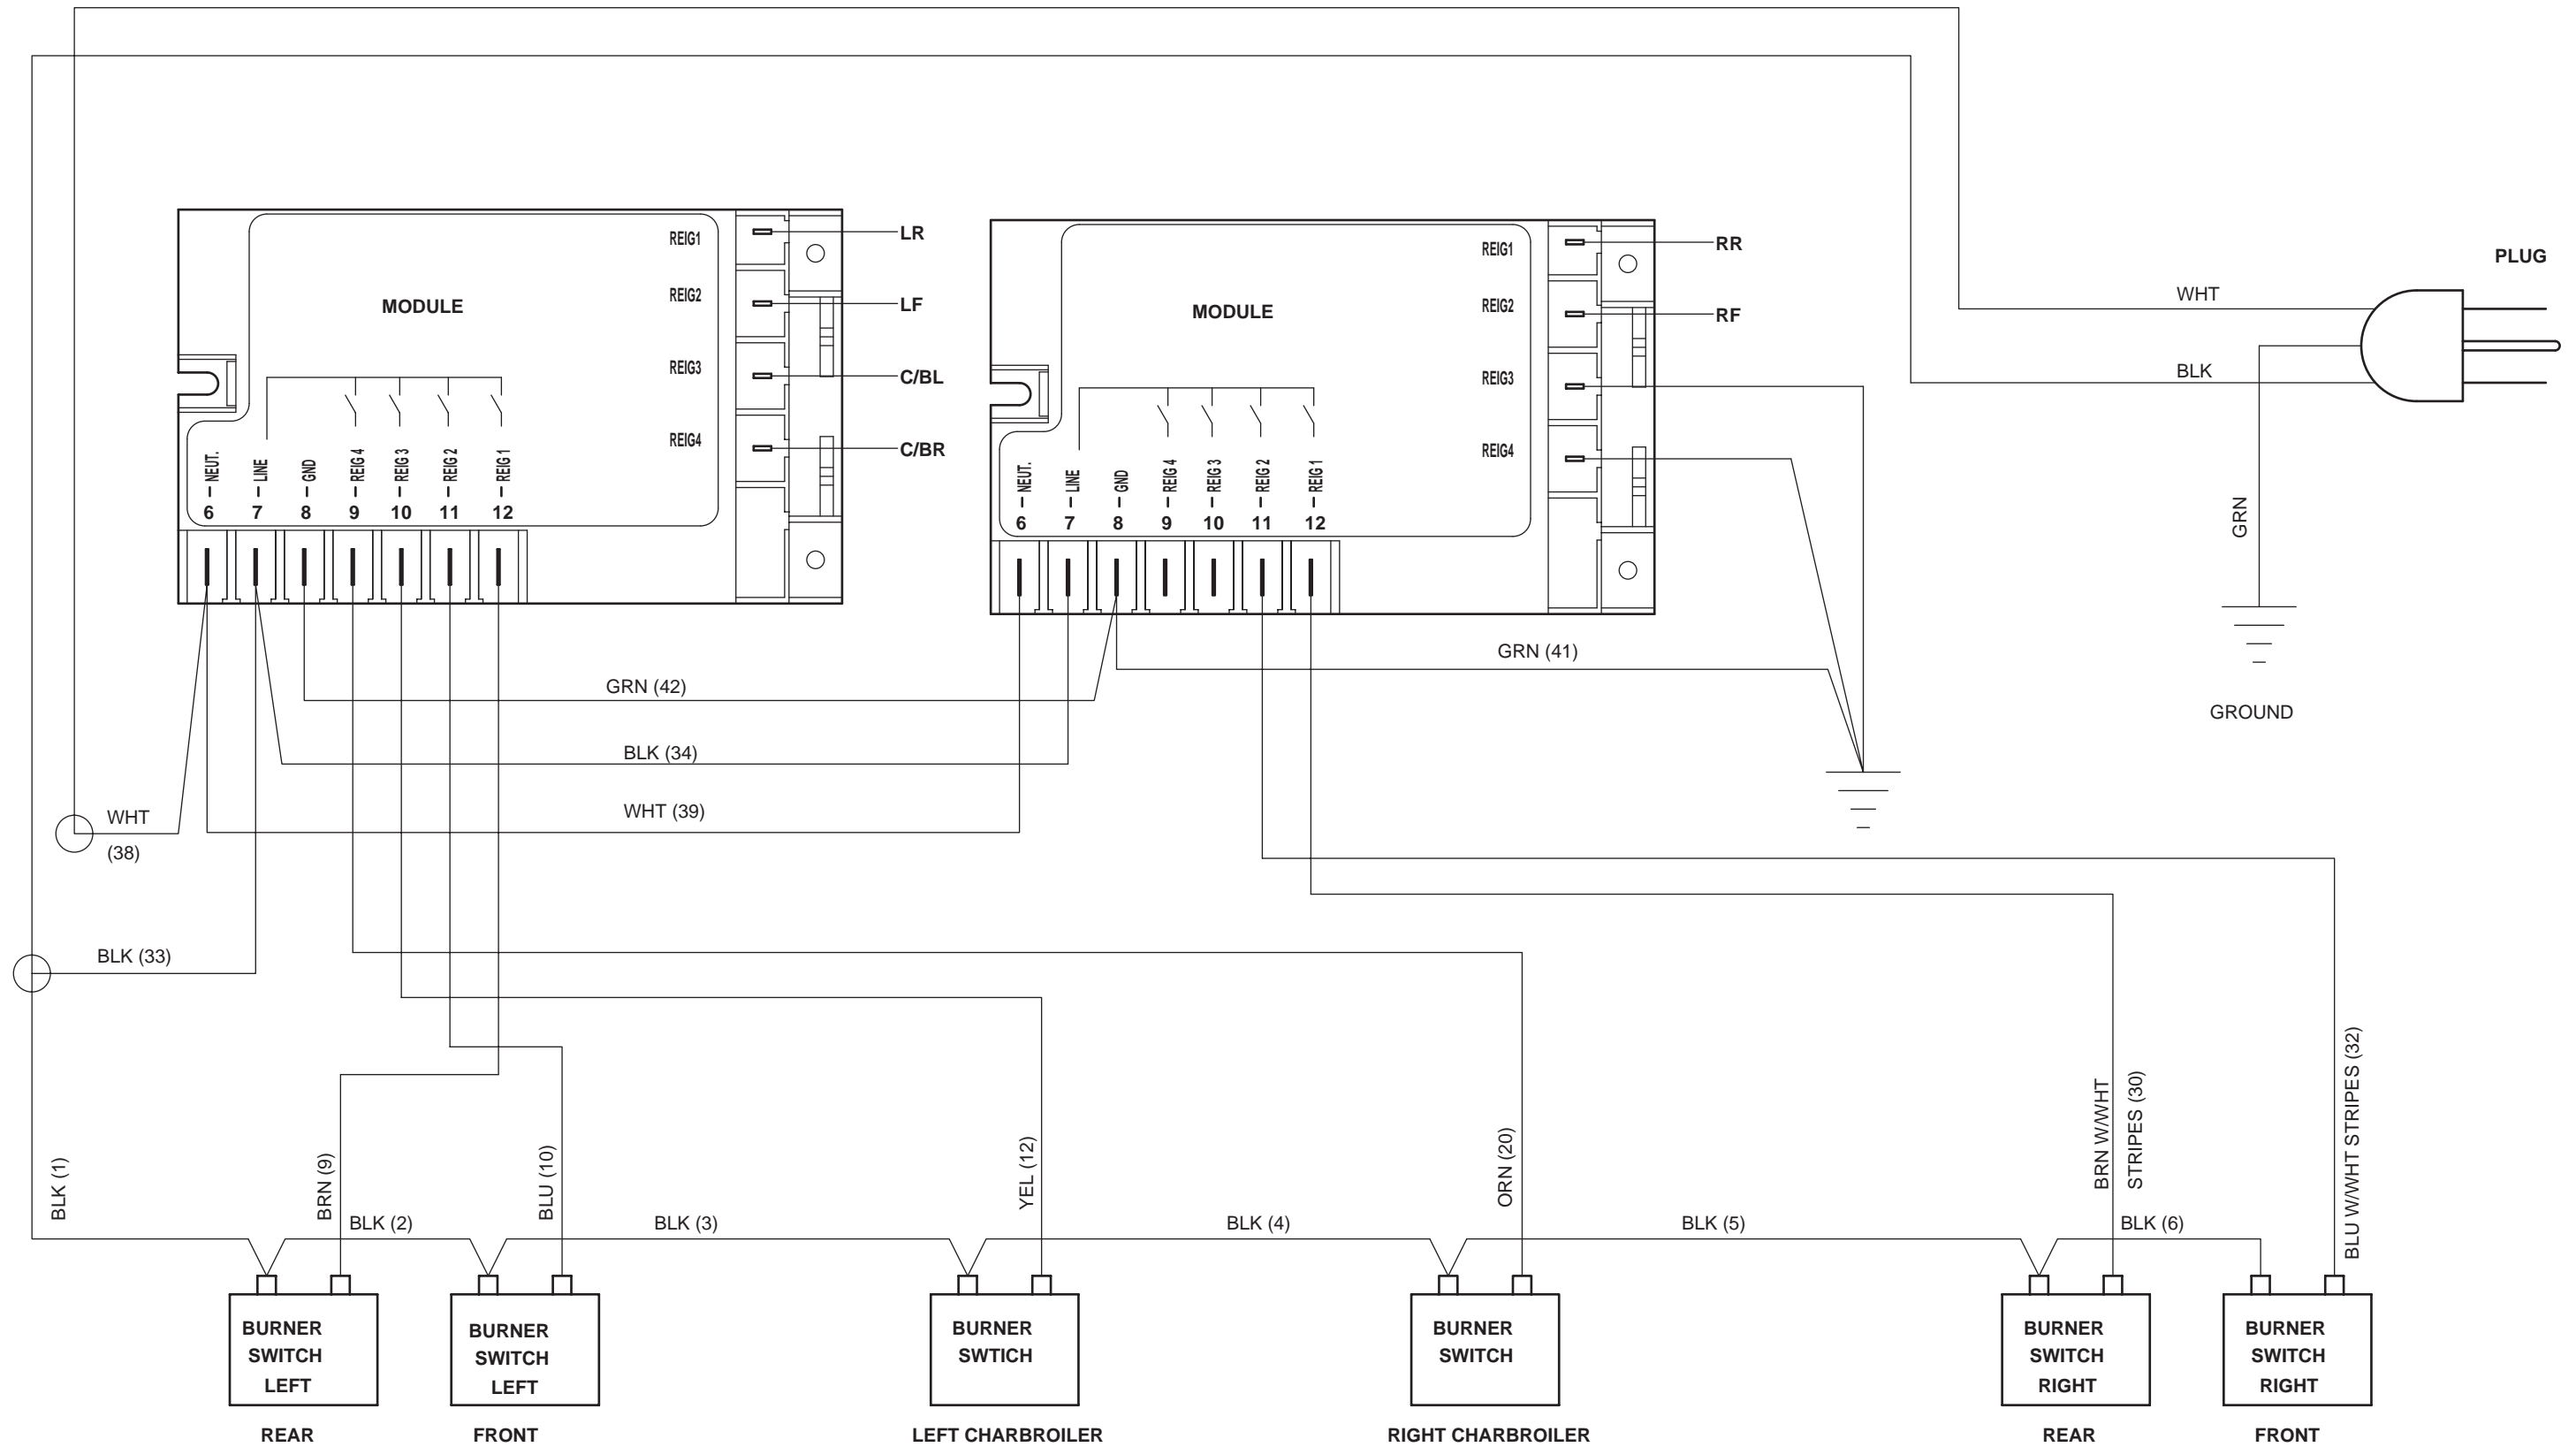 PLUG
WHT
BLK
GRN
GROUND
MODULE
REIG1
REIG2
REIG3
REIG4
LR
LF
C/BL
C/BR
6 – NEUT.
7 – LINE
8 – GND
9 – REIG 4
10 – REIG 3
11 – REIG 2
12 – REIG 1
MODULE
REIG1
REIG2
REIG3
REIG4
RR
RF
6 – NEUT.
7 – LINE
8 – GND
9 – REIG 4
10 – REIG 3
11 – REIG 2
12 – REIG 1
GRN (41)
GRN (42)
BLK (34)
WHT (39)
WHT
(38)
BLK (33)
BLK (1)
BRN (9)
BLK (2)
BLU (10)
BLK (3)
YEL (12)
BLK (4)
ORN (20)
BLK (5)
BRN W/WHT
STRIPES (30)
BLK (6)
BLU W/WHT STRIPES (32)
BURNER
SWITCH
LEFT
REAR
BURNER
SWITCH
LEFT
FRONT
BURNER
SWTICH
LEFT CHARBROILER
BURNER
SWITCH
RIGHT CHARBROILER
BURNER
SWITCH
RIGHT
REAR
BURNER
SWITCH
RIGHT
FRONT